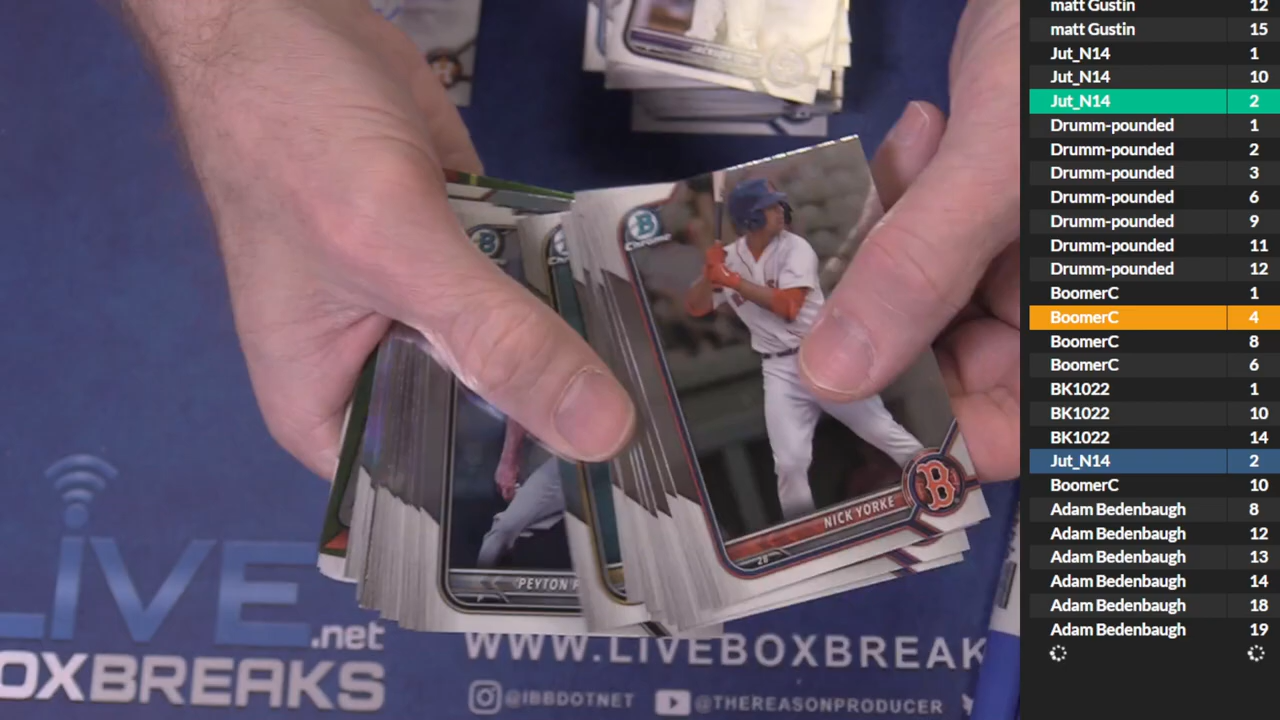 matt Gustin 12
matt Gustin 15
Jut_N14 1
Jut_N14 10
Jut_N14 2
Drumm-pounded 1
Drumm-pounded 2
Drumm-pounded 3
Drumm-pounded 6
Drumm-pounded 9
Drumm-pounded 11
Drumm-pounded 12
BoomerC 1
BoomerC 4
BoomerC 8
BoomerC 6
BK1022 1
BK1022 10
BK1022 14
Jut_N14 2
BoomerC 10
Adam Bedenbaugh 8
Adam Bedenbaugh 12
Adam Bedenbaugh 13
Adam Bedenbaugh 14
Adam Bedenbaugh 18
Adam Bedenbaugh 19
B
Chrome
B
NICK YORKE
28
PEYTON
LIVE
.net
OXBREAKS
WWW.LIVEBOXBREAK
@IBBDOTNET
@THEREASONPRODUCER